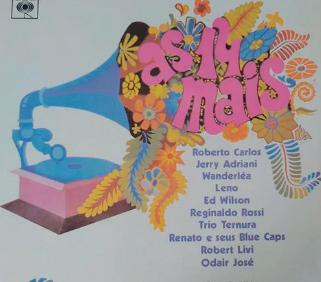 as 14
mais
Roberto Carlos
Jerry Adriani
Wanderléa
Leno
Ed Wilson
Reginaldo Rossi
Trio Ternura
Renato e seus Blue Caps
Robert Livi
Odair José